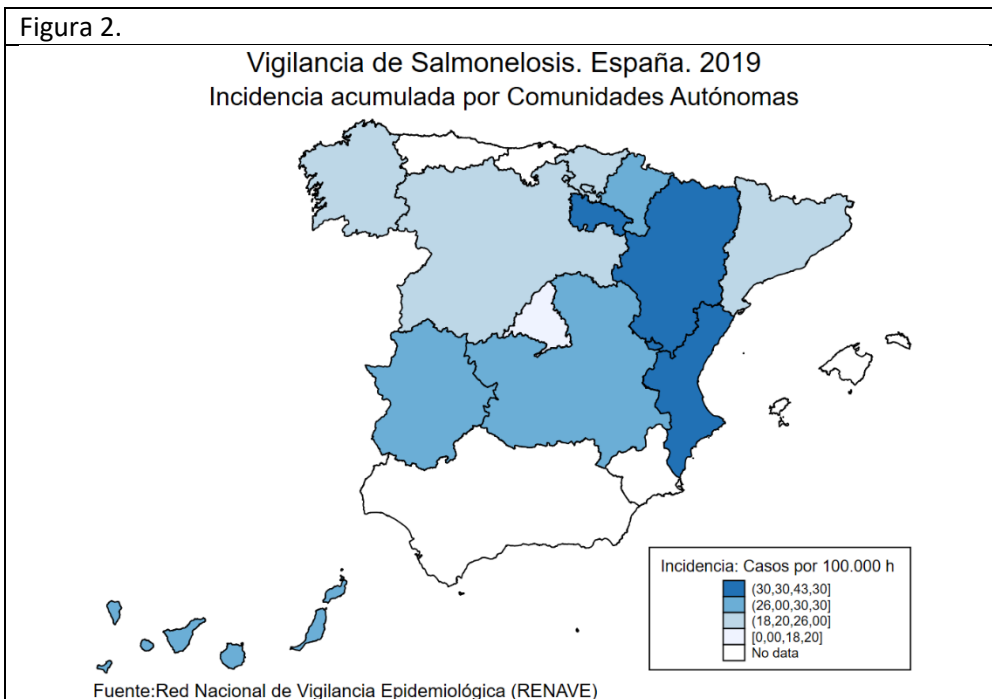 Figura 2.
Vigilancia de Salmonelosis. España. 2019
Incidencia acumulada por Comunidades Autónomas
Incidencia: Casos por 100.000 h
(30,30,43,30]
(26,00,30,30]
(18,20,26,00]
[0,00,18,20]
No data
Fuente:Red Nacional de Vigilancia Epidemiológica (RENAVE)